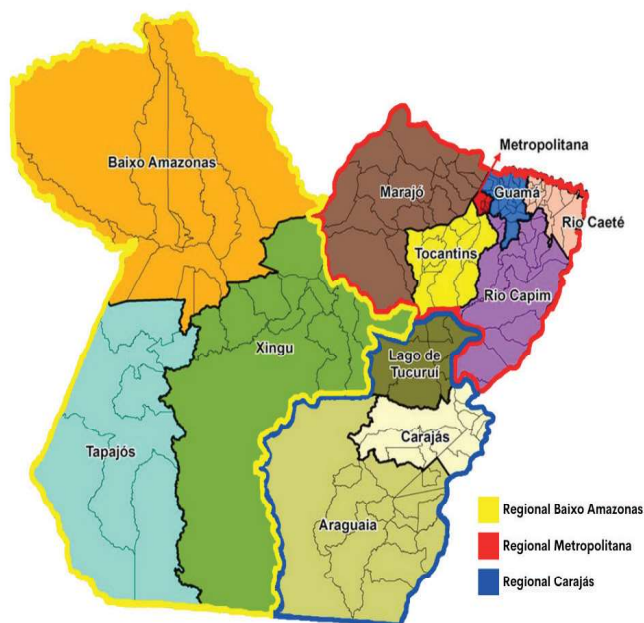 Metropolitana
Baixo Amazonas
Marajó
Guamá
Rio Caeté
Tocantins
Rio Capim
Xingu
Lago de
Tucuruí
Carajás
Tapajós
Araguaia
Regional Baixo Amazonas
Regional Metropolitana
Regional Carajás